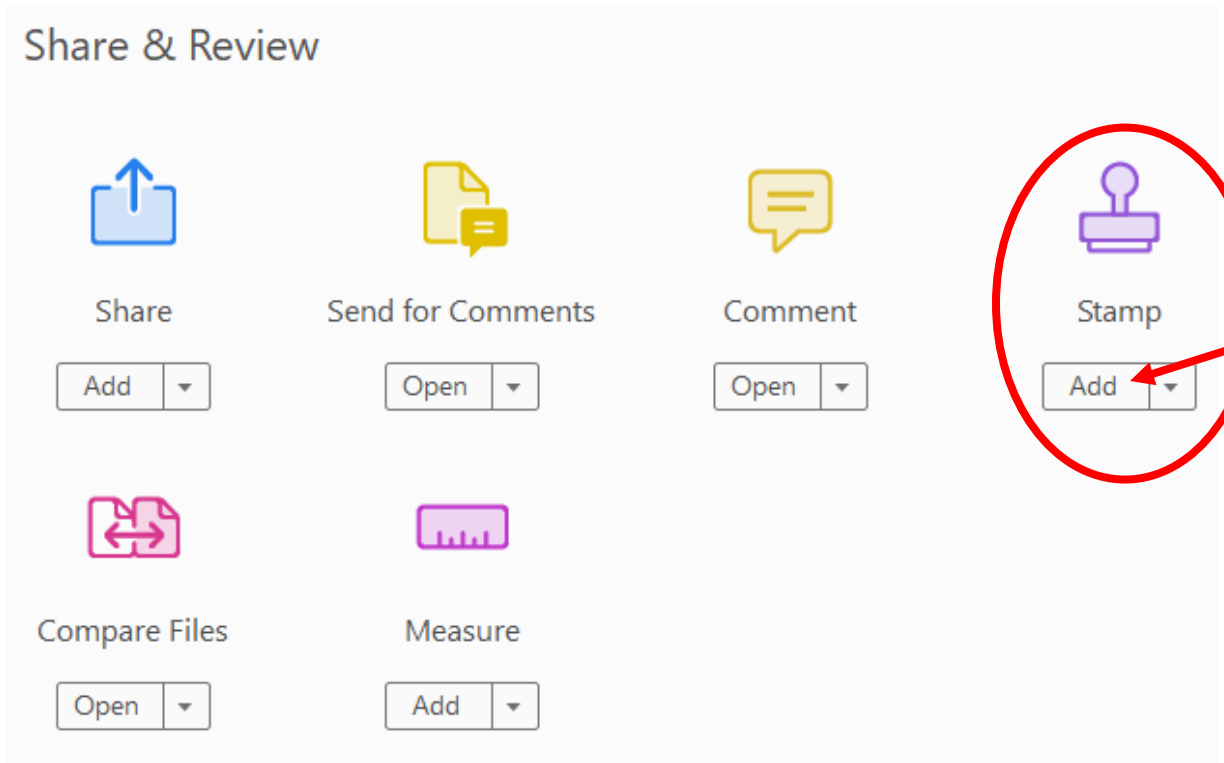 Share & Review
Share
Send for Comments
Comment
Stamp
Add
Open
Open
Add
Compare Files
Measure
Open
Add